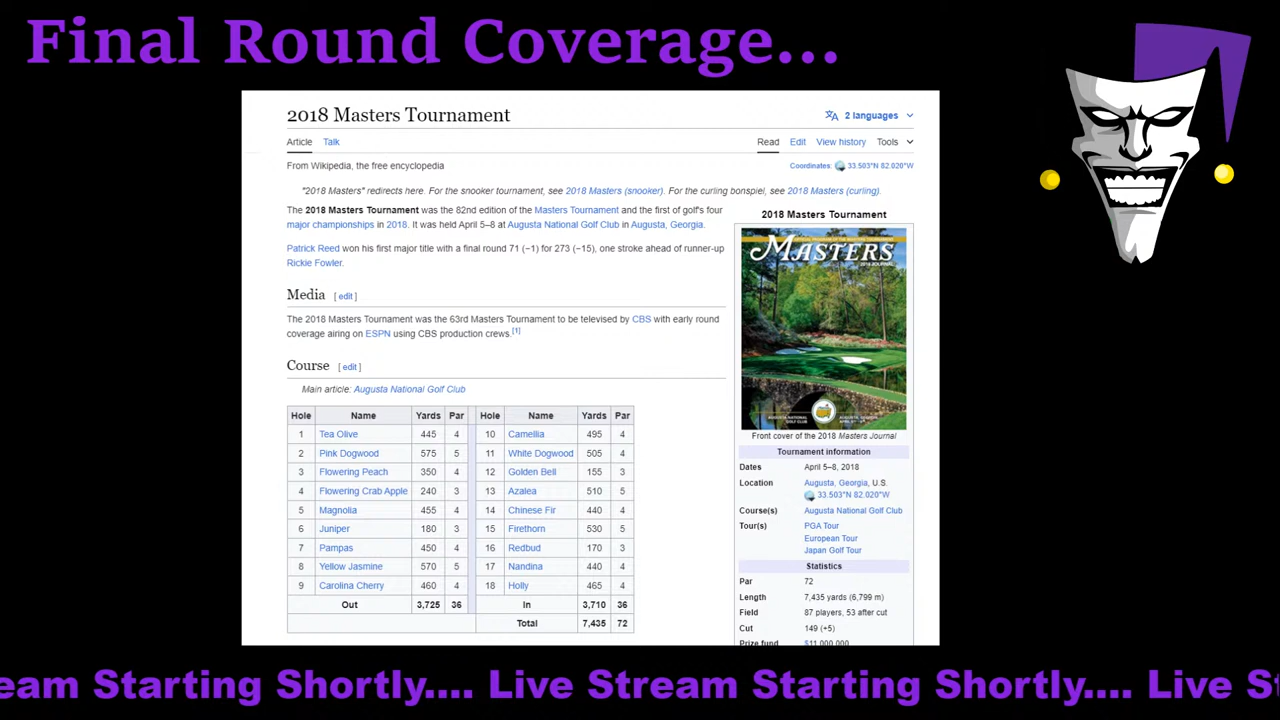 Final Round Coverage...
2018 Masters Tournament
2 languages
Article Talk
Read Edit View history Tools
From Wikipedia, the free encyclopedia
Coordinates: 33.503°N 82.020°W
"2018 Masters" redirects here. For the snooker tournament, see 2018 Masters (snooker). For the curling bonspiel, see 2018 Masters (curling).
The 2018 Masters Tournament was the 82nd edition of the Masters Tournament and the first of golf's four
major championships in 2018. It was held April 5–8 at Augusta National Golf Club in Augusta, Georgia.
Patrick Reed won his first major title with a final round 71 (−1) for 273 (−15), one stroke ahead of runner-up
Rickie Fowler.
Media [ edit ]
The 2018 Masters Tournament was the 63rd Masters Tournament to be televised by CBS with early round
coverage airing on ESPN using CBS production crews.[1]
Course [ edit ]
Main article: Augusta National Golf Club
Hole Name Yards Par Hole Name Yards Par
1 Tea Olive 445 4 10 Camellia 495 4
2 Pink Dogwood 575 5 11 White Dogwood 505 4
3 Flowering Peach 350 4 12 Golden Bell 155 3
4 Flowering Crab Apple 240 3 13 Azalea 510 5
5 Magnolia 455 4 14 Chinese Fir 440 4
6 Juniper 180 3 15 Firethorn 530 5
7 Pampas 450 4 16 Redbud 170 3
8 Yellow Jasmine 570 5 17 Nandina 440 4
9 Carolina Cherry 460 4 18 Holly 465 4
Out 3,725 36 In 3,710 36
Total 7,435 72
2018 Masters Tournament
MASTERS
Front cover of the 2018 Masters Journal
Tournament information
Dates April 5–8, 2018
Location Augusta, Georgia, U.S.
33.503°N 82.020°W
Course(s) Augusta National Golf Club
Tour(s) PGA Tour
European Tour
Japan Golf Tour
Statistics
Par 72
Length 7,435 yards (6,799 m)
Field 87 players, 53 after cut
Cut 149 (+5)
Prize fund $11,000,000
eam Starting Shortly.... Live Stream Starting Shortly.... Live S